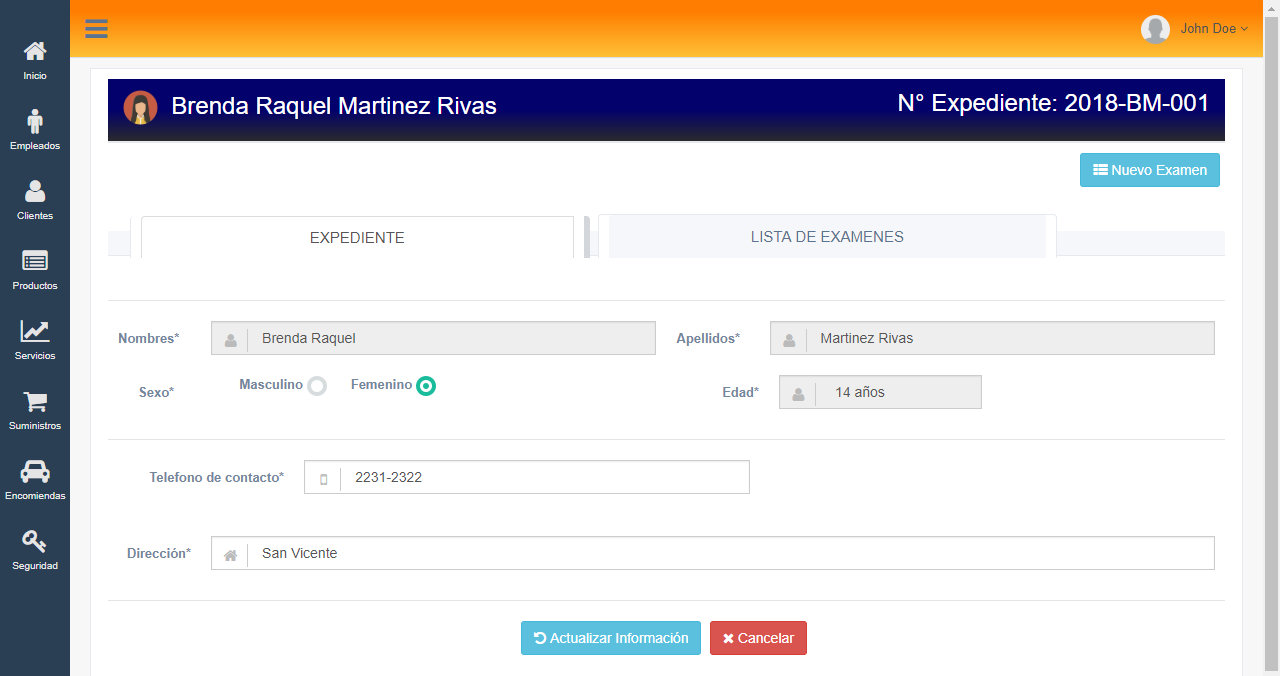 John Doe
Inicio
Empleados
Clientes
Productos
Servicios
Suministros
Encomiendas
Seguridad
Brenda Raquel Martinez Rivas
N° Expediente: 2018-BM-001
Nuevo Examen
EXPEDIENTE
LISTA DE EXAMENES
Nombres* Brenda Raquel Apellidos* Martinez Rivas
Sexo* Masculino Femenino Edad* 14 años
Telefono de contacto* 2231-2322
Dirección* San Vicente
Actualizar Información Cancelar